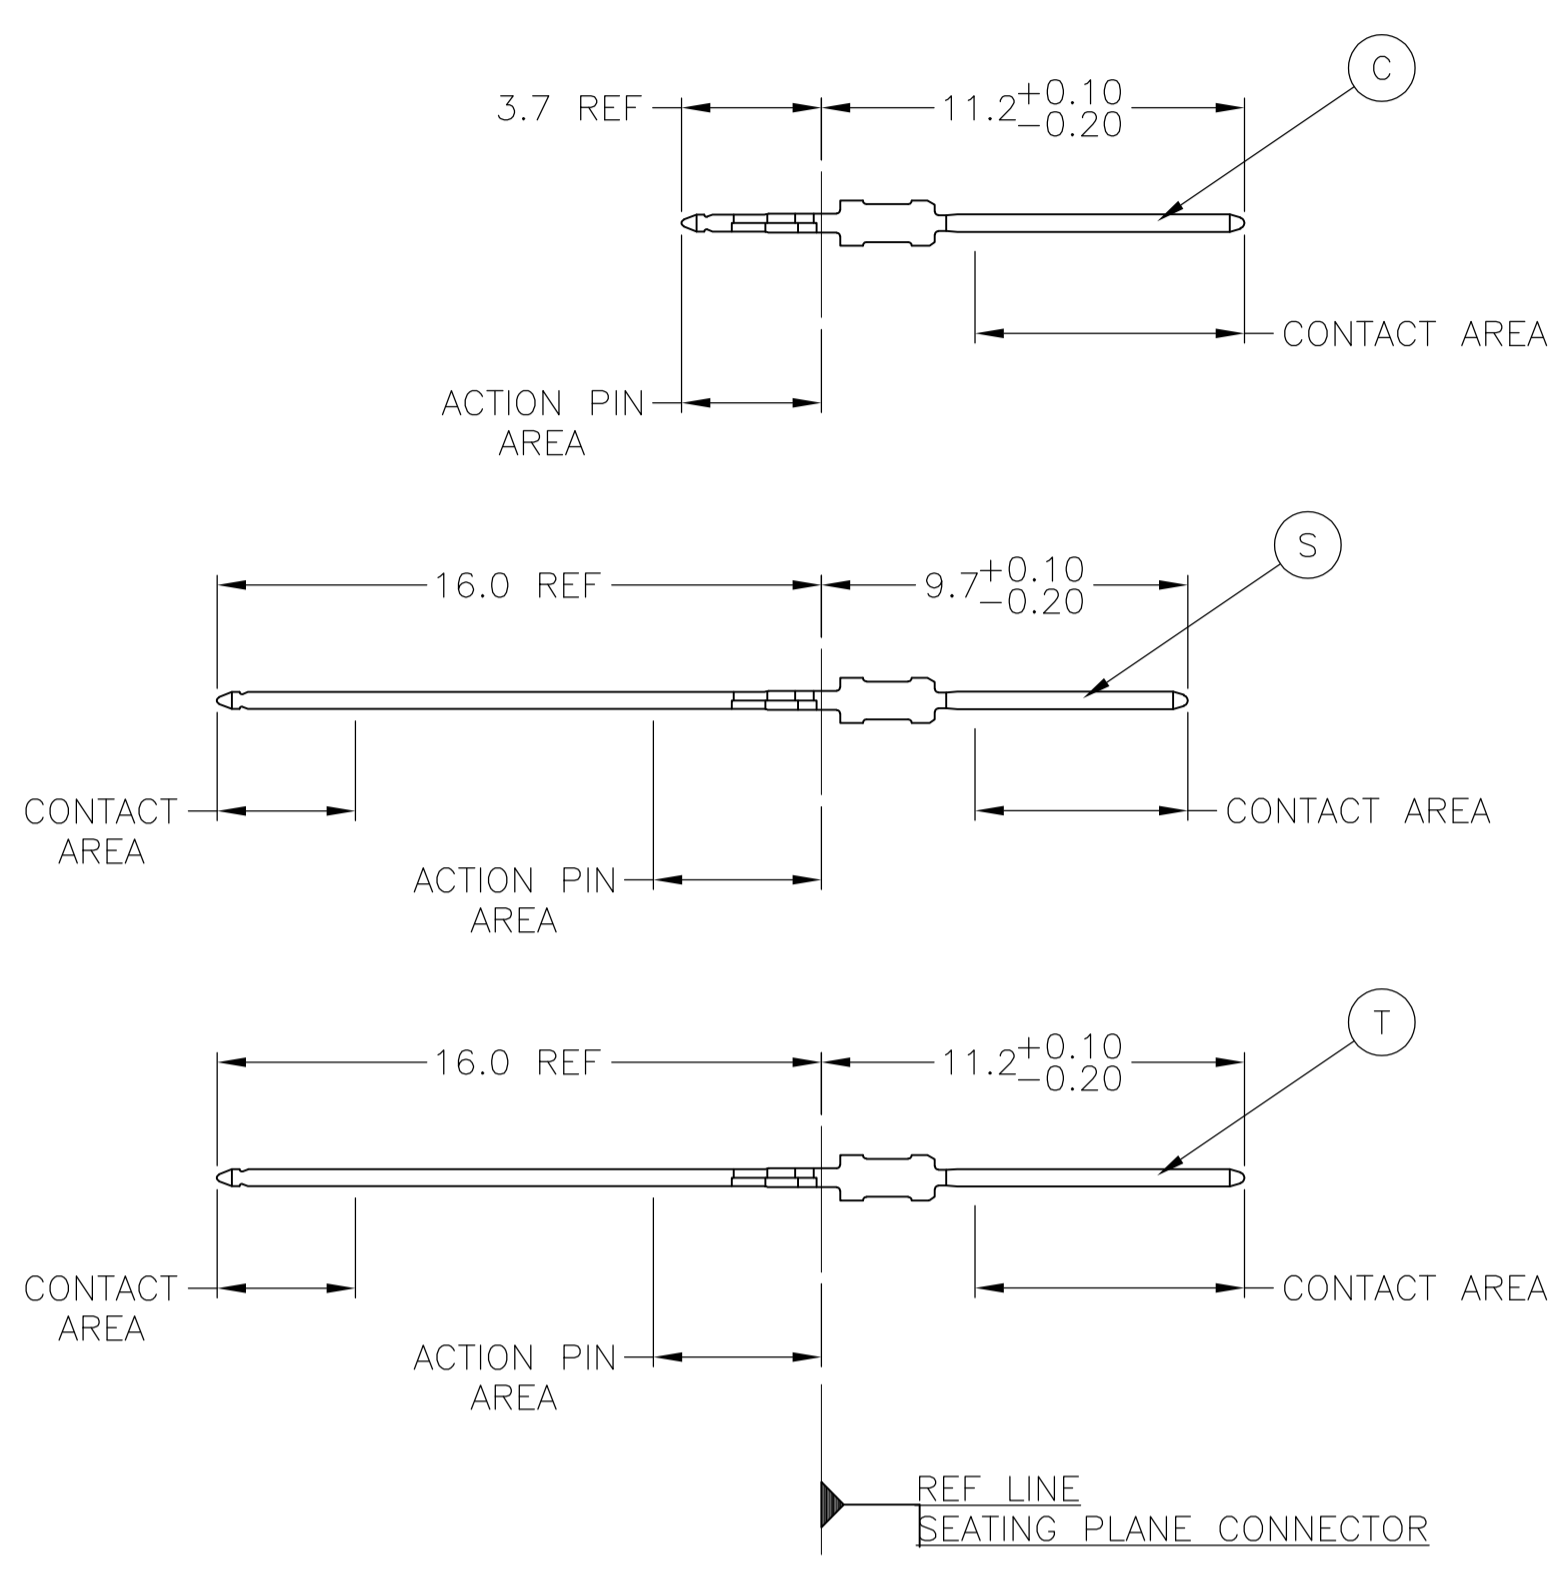 C
3.7 REF
11.2 +0.10
-0.20
CONTACT AREA
ACTION PIN
AREA
S
16.0 REF
9.7 +0.10
-0.20
CONTACT
AREA
CONTACT AREA
ACTION PIN
AREA
T
16.0 REF
11.2 +0.10
-0.20
CONTACT
AREA
CONTACT AREA
ACTION PIN
AREA
REF LINE
SEATING PLANE CONNECTOR